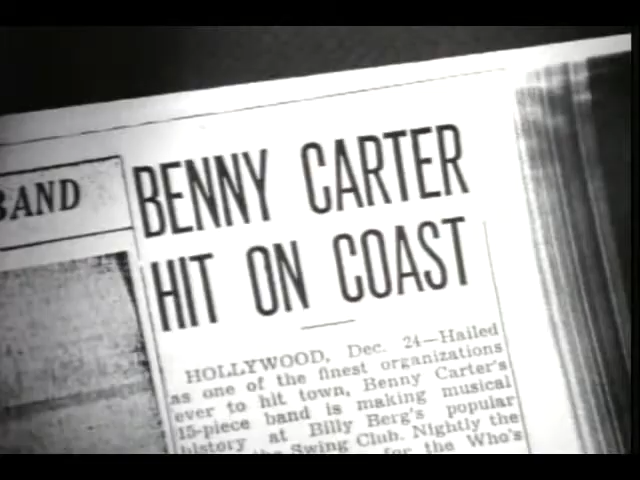 BAND
BENNY CARTER
HIT ON COAST
HOLLYWOOD, Dec. 24—Hailed
as one of the finest organizations
ever to hit town, Benny Carter's
15-piece band is making musical
history at Billy Berg's popular
the Swing Club. Nightly the
for the Who's